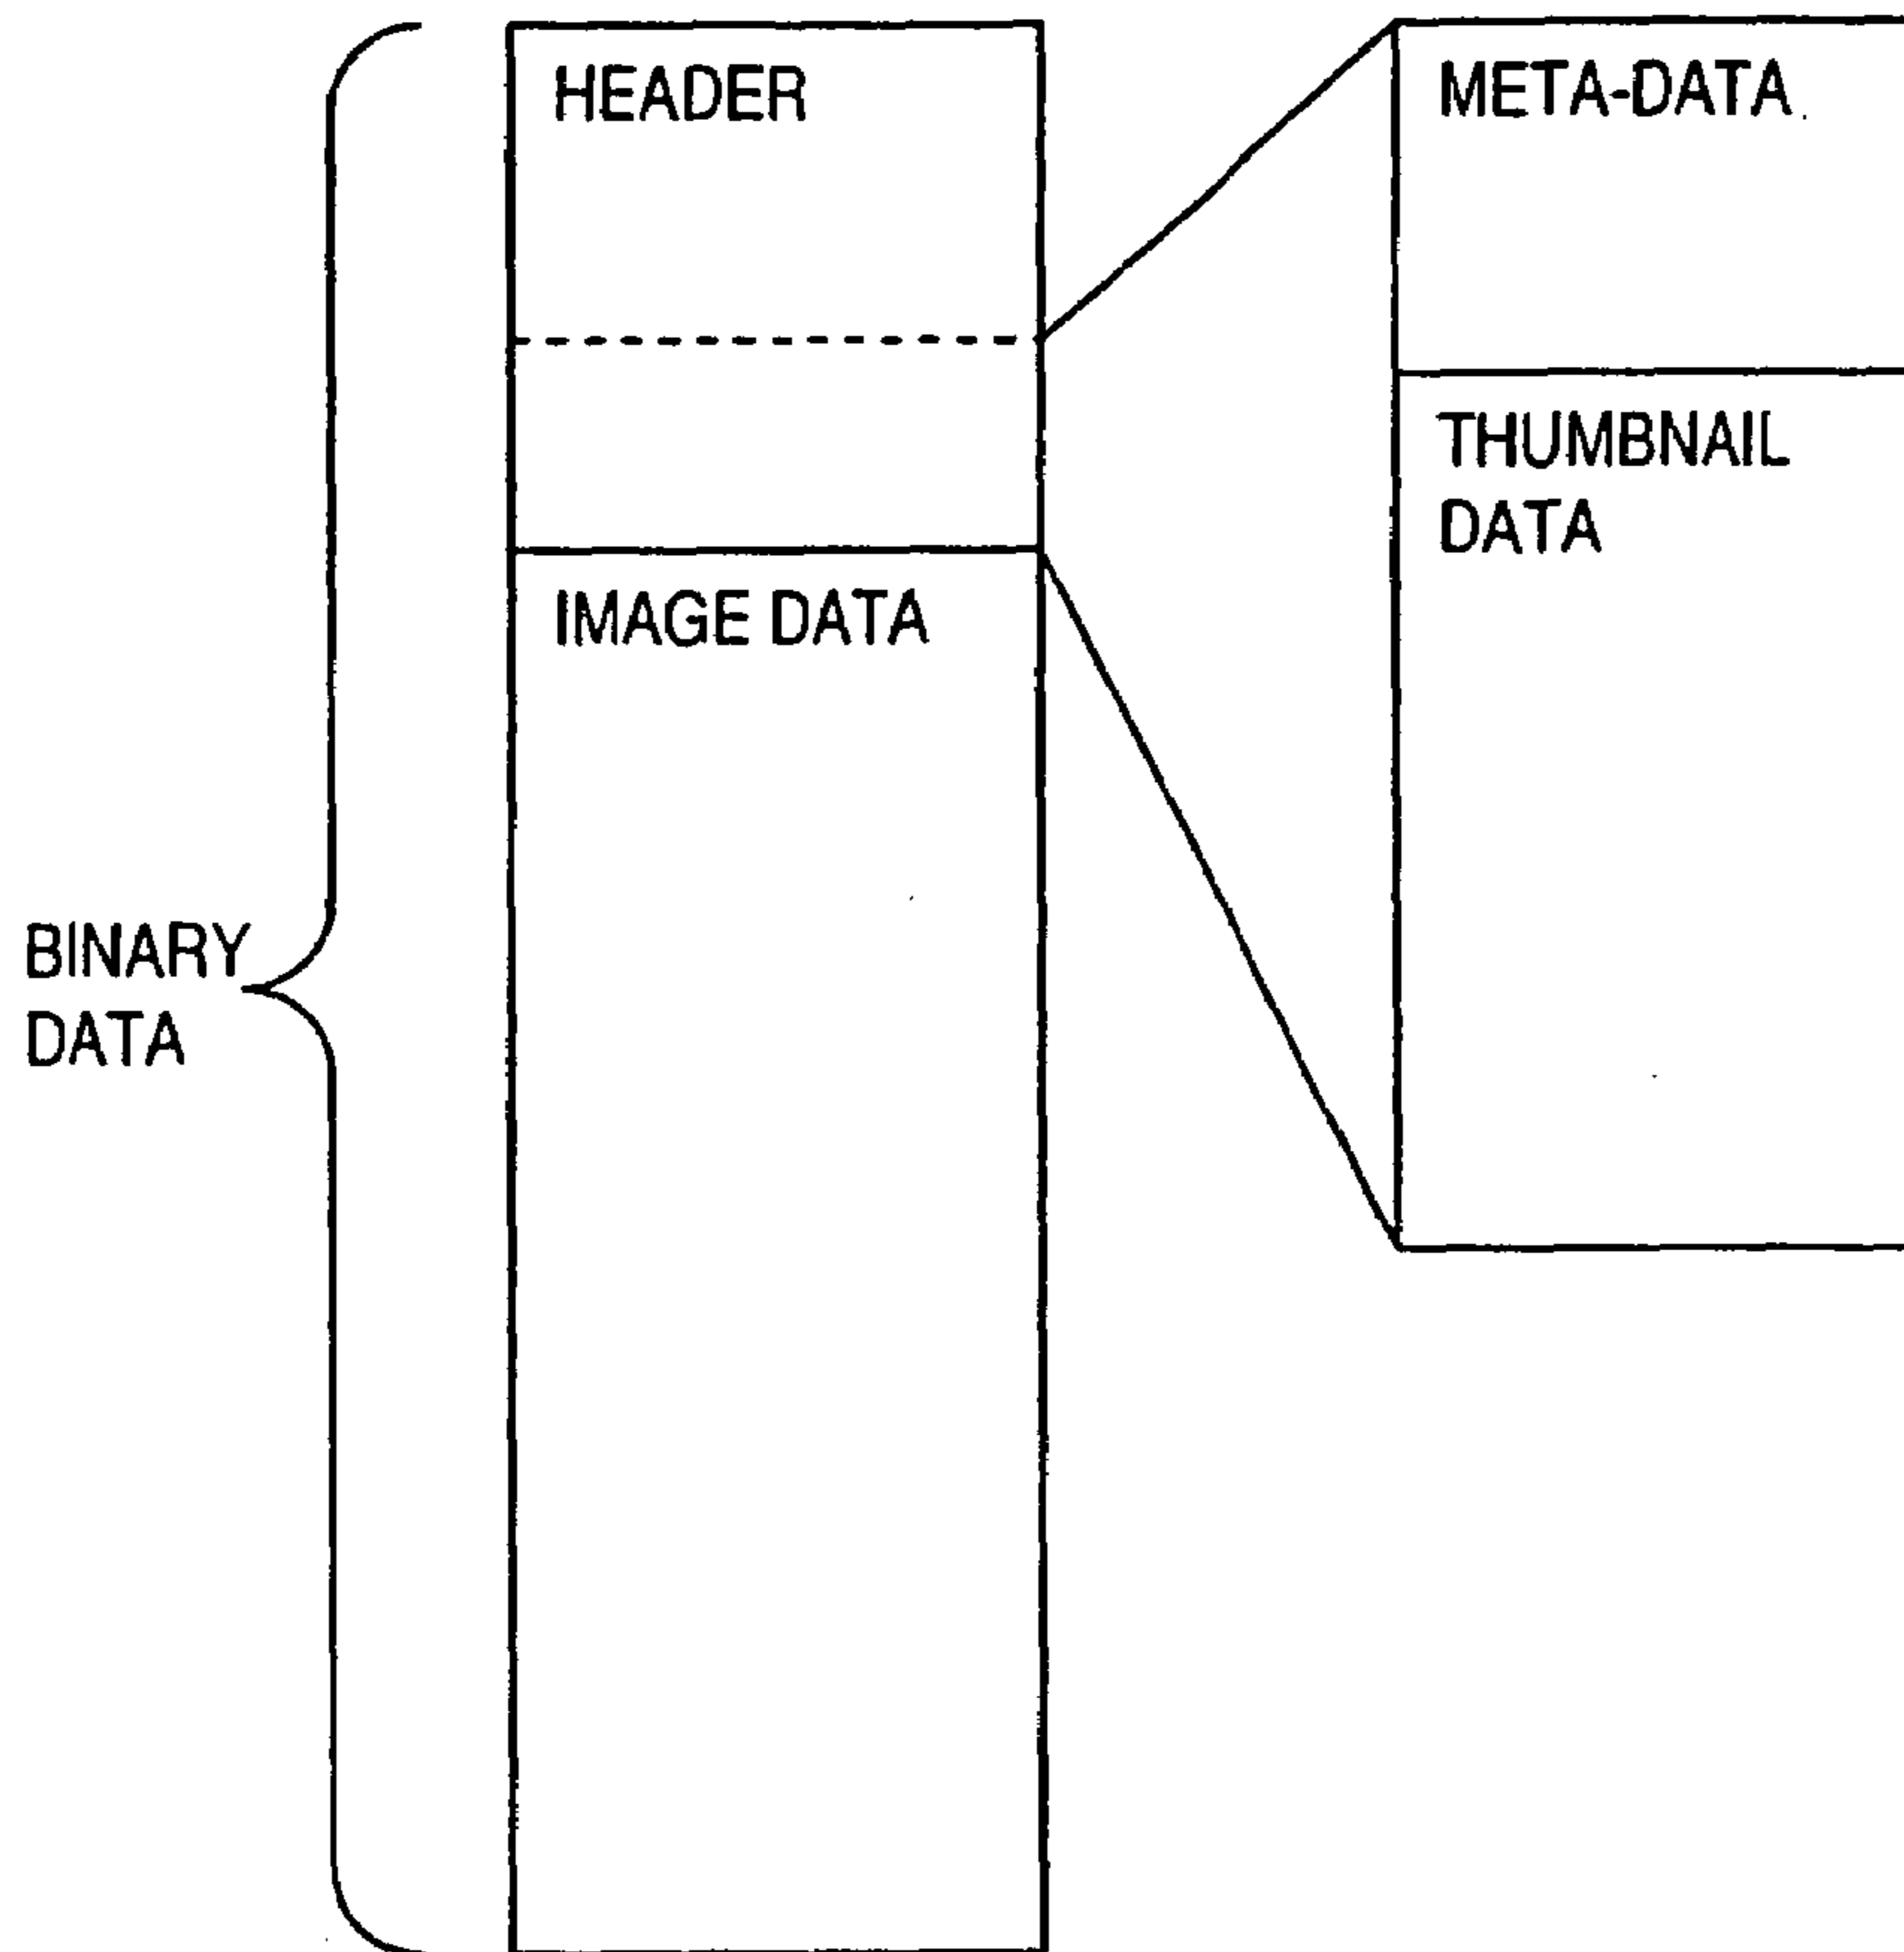 HEADER
META-DATA
THUMBNAIL
DATA
IMAGE DATA
BINARY
DATA